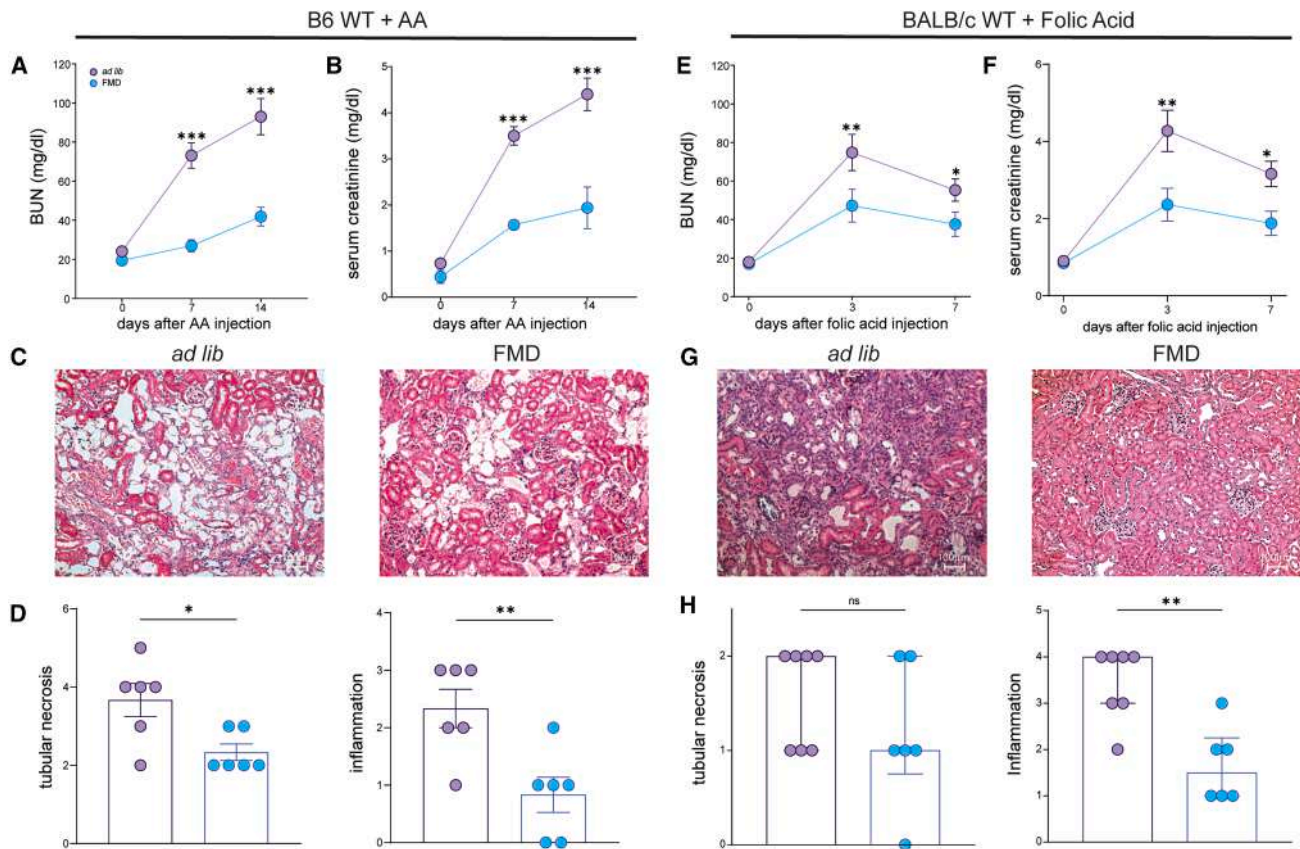 B6 WT + AA
BALB/c WT + Folic Acid
A
ad lib
FMD
120
100
80
60
40
20
0
BUN (mg/dl)
***
***
0
7
14
days after AA injection
B
5
4
3
2
1
0
serum creatinine (mg/dl)
***
***
0
7
14
days after AA injection
E
120
100
80
60
40
20
0
BUN (mg/dl)
**
*
0
3
7
days after folic acid injection
F
6
4
2
0
serum creatinine (mg/dl)
**
*
0
3
7
days after folic acid injection
C
ad lib
FMD
G
ad lib
FMD
100µm
D
6
4
2
0
tubular necrosis
*
4
3
2
1
0
inflammation
**
H
2
1
0
tubular necrosis
ns
5
4
3
2
1
0
Inflammation
**